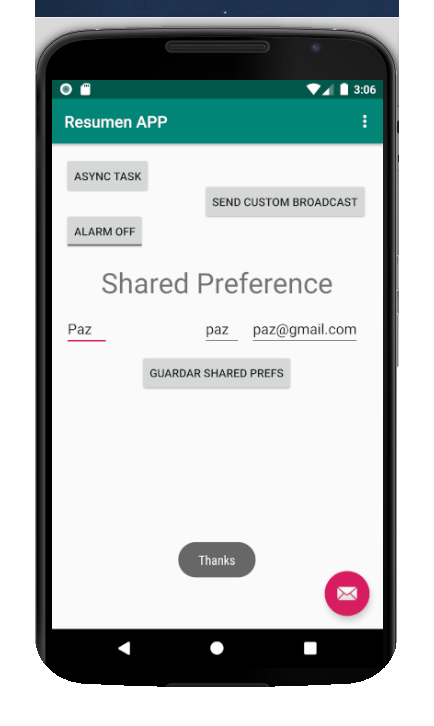 3:06
Resumen APP
ASYNC TASK
SEND CUSTOM BROADCAST
ALARM OFF
Shared Preference
Paz paz paz@gmail.com
GUARDAR SHARED PREFS
Thanks